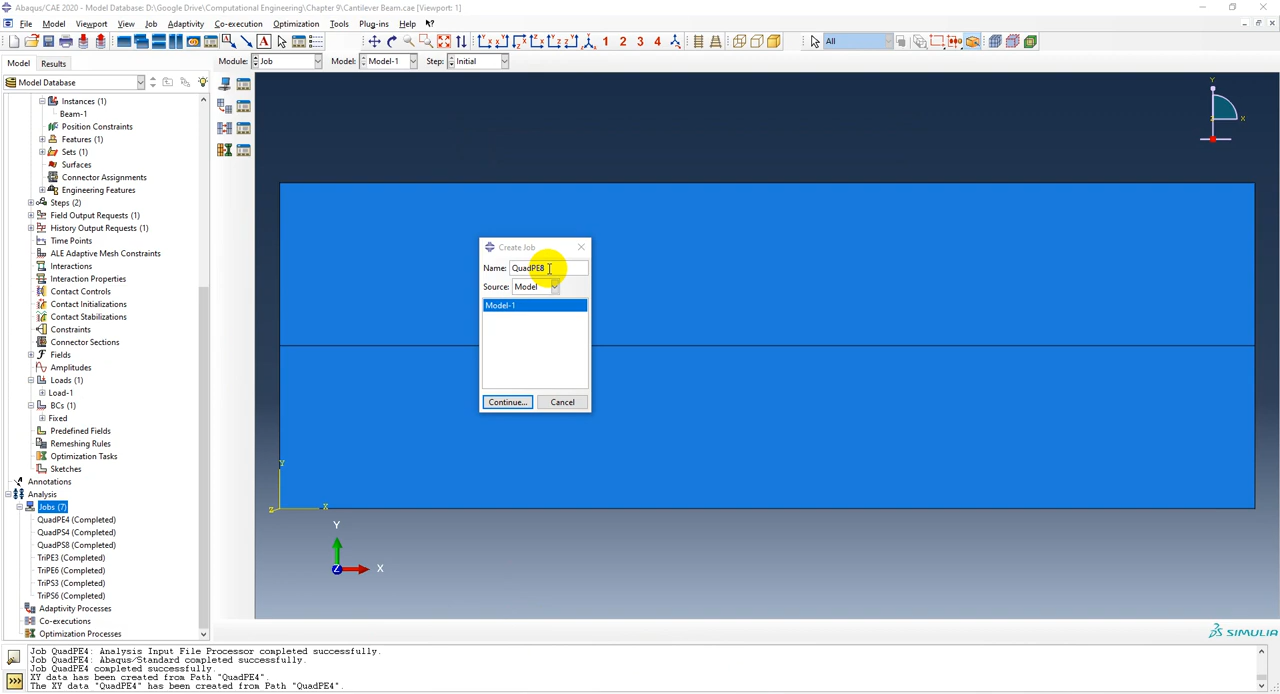 Abaqus/CAE 2020 - Model Database: D:\Google Drive\Computational Engineering\Chapter 9\Cantilever Beam.cae [Viewport: 1]
File Model Viewport View Job Adaptivity Co-execution Optimization Tools Plug-ins Help
1 2 3 4 All
Model Results Module: Job Model: Model-1 Step: Initial
Model Database
Instances (1)
Beam-1
Position Constraints
Features (1)
Sets (1)
Surfaces
Connector Assignments
Engineering Features
Steps (2)
Field Output Requests (1)
History Output Requests (1)
Time Points
ALE Adaptive Mesh Constraints
Interactions
Interaction Properties
Contact Controls
Contact Initializations
Contact Stabilizations
Constraints
Connector Sections
Fields
Amplitudes
Loads (1)
Load-1
BCs (1)
Fixed
Predefined Fields
Remeshing Rules
Optimization Tasks
Sketches
Annotations
Analysis
Jobs (7)
QuadPE4 (Completed)
QuadPS4 (Completed)
QuadPS8 (Completed)
TriPE3 (Completed)
TriPE6 (Completed)
TriPS3 (Completed)
TriPS6 (Completed)
Adaptivity Processes
Co-executions
Optimization Processes
Create Job
Name: QuadPE8
Source: Model
Model-1
Continue... Cancel
Y
X
Z
Y
X
Z
Y
X
Z
SIMULIA
Job QuadPE4: Analysis Input File Processor completed successfully.
Job QuadPE4: Abaqus/Standard completed successfully.
Job QuadPE4 completed successfully.
XY data has been created from Path "QuadPE4".
The XY data "QuadPE4" has been created from Path "QuadPE4".